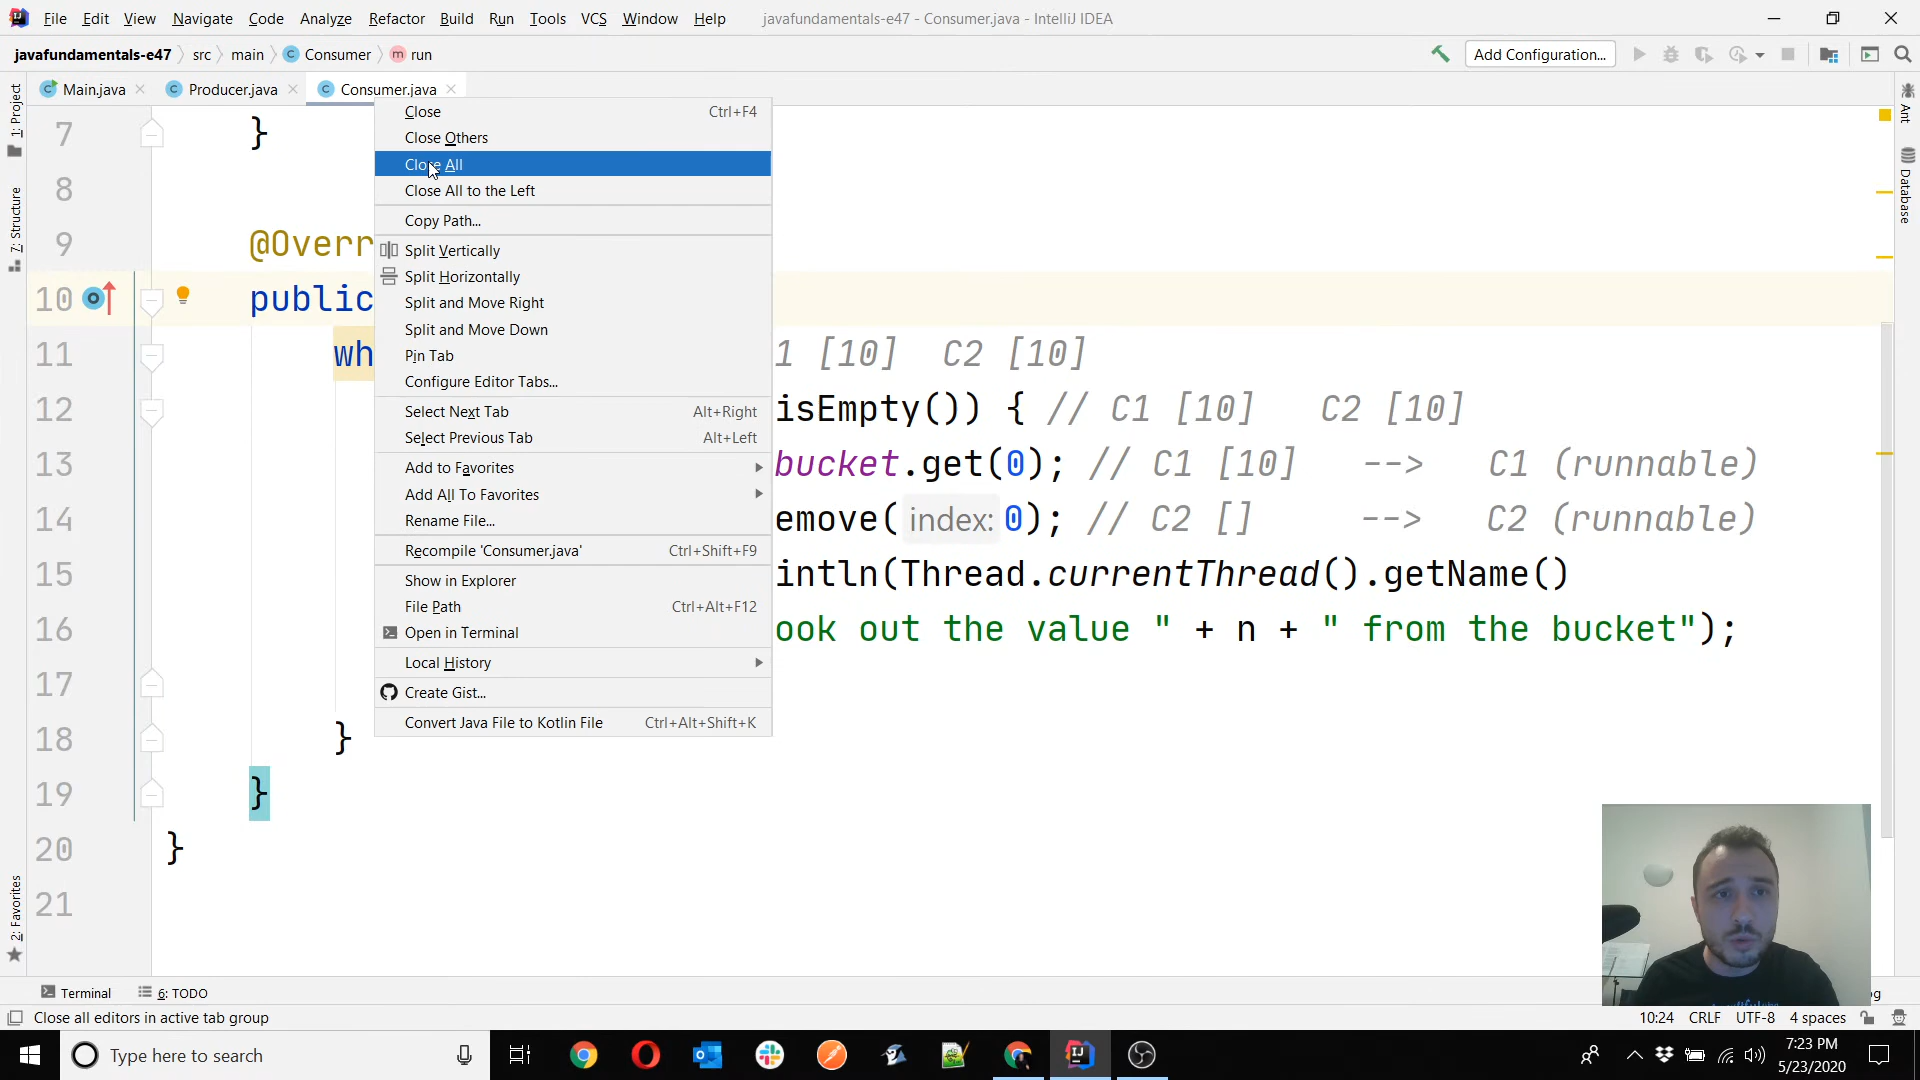 File Edit View Navigate Code Analyze Refactor Build Run Tools VCS Window Help javafundamentals-e47 - Consumer.java - IntelliJ IDEA
javafundamentals-e47 src main Consumer run Add Configuration...
Main.java Producer.java Consumer.java
1: Project
7: Structure
2: Favorites
Ant
Database
Close Ctrl+F4
Close Others
Close All
Close All to the Left
Copy Path...
Split Vertically
Split Horizontally
Split and Move Right
Split and Move Down
Pin Tab
Configure Editor Tabs...
Select Next Tab Alt+Right
Select Previous Tab Alt+Left
Add to Favorites
Add All To Favorites
Rename File...
Recompile 'Consumer.java' Ctrl+Shift+F9
Show in Explorer
File Path Ctrl+Alt+F12
Open in Terminal
Local History
Create Gist...
Convert Java File to Kotlin File Ctrl+Alt+Shift+K
7 }
8
9 @Overr
10 public
11 wh 1 [10] C2 [10]
12 isEmpty()) { // C1 [10] C2 [10]
13 bucket.get(0); // C1 [10] --> C1 (runnable)
14 emove( index: 0); // C2 [] --> C2 (runnable)
15 intln(Thread.currentThread().getName()
16 ook out the value " + n + " from the bucket");
17
18 }
19 }
20 }
21
Terminal 6: TODO
Close all editors in active tab group 10:24 CRLF UTF-8 4 spaces
Type here to search 7:23 PM
5/23/2020